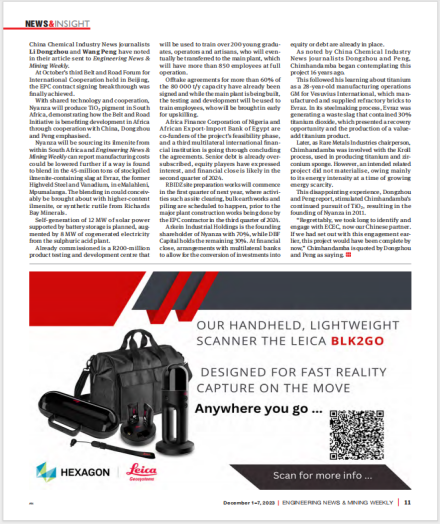 NEWS&INSIGHT
China Chemical Industry News journalists
Li Dongzhou and Wang Peng have noted
in their article sent to Engineering News &
Mining Weekly.
At October's third Belt and Road Forum for
International Cooperation held in Beijing,
the EPC contract signing breakthrough was
finally achieved.
With shared technology and cooperation,
Nyanza will produce TiO₂ pigment in South
Africa, demonstrating how the Belt and Road
Initiative is benefiting development in Africa
through cooperation with China, Dongzhou
and Peng emphasised.
Nyanza will be sourcing its ilmenite from
within South Africa and Engineering News &
Mining Weekly can report manufacturing costs
could be lowered further if a way is found
to blend in the 45-million tons of stockpiled
ilmenite-containing slag at Evraz, the former
Highveld Steel and Vanadium, in eMalahleni,
Mpumalanga. The blending in could conceiv-
ably be brought about with higher-content
ilmenite, or synthetic rutile from Richards
Bay Minerals.
Self-generation of 12 MW of solar power
supported by battery storage is planned, aug-
mented by 8 MW of cogenerated electricity
from the sulphuric acid plant.
Already commissioned is a R200-million
product testing and development centre that
will be used to train over 200 young gradu-
ates, operators and artisans, who will even-
tually be transferred to the main plant, which
will have more than 850 employees at full
operation.
Offtake agreements for more than 60% of
the 80 000 t/y capacity have already been
signed and while the main plant is being built,
the testing and development will be used to
train employees, who will be brought in early
for upskilling.
Africa Finance Corporation of Nigeria and
African Export-Import Bank of Egypt are
co-funders of the project's feasibility phase,
and a third multilateral international finan-
cial institution is going through concluding
the agreements. Senior debt is already over-
subscribed, equity players have expressed
interest, and financial close is likely in the
second quarter of 2024.
RBIDZ site preparation works will commence
in the first quarter of next year, where activi-
ties such as site clearing, bulk earthworks and
piling are scheduled to happen, prior to the
major plant construction works being done by
the EPC contractor in the third quarter of 2024.
Arkein Industrial Holdings is the founding
shareholder of Nyanza with 70%, while DBF
Capital holds the remaining 30%. At financial
close, arrangements with multilateral banks
to allow for the conversion of investments into
equity or debt are already in place.
As noted by China Chemical Industry
News journalists Dongzhou and Peng,
Chimhandamba began contemplating this
project 16 years ago.
This followed his learning about titanium
as a 28-year-old manufacturing operations
GM for Vesuvius International, which man-
ufactured and supplied refractory bricks to
Evraz. In its steelmaking process, Evraz was
generating a waste slag that contained 30%
titanium dioxide, which presented a recovery
opportunity and the production of a value-
add titanium product.
Later, as Rare Metals Industries chairperson,
Chimhandamba was involved with the Kroll
process, used in producing titanium and zir-
conium sponges. However, an intended related
project did not materialise, owing mainly
to its energy intensity at a time of growing
energy scarcity.
This disappointing experience, Dongzhou
and Peng report, stimulated Chimhandamba's
continued pursuit of TiO₂, resulting in the
founding of Nyanza in 2011.
"Regrettably, we took long to identify and
engage with ECEC, now our Chinese partner.
If we had set out with this engagement ear-
lier, this project would have been complete by
now," Chimhandamba is quoted by Dongzhou
and Peng as saying.
OUR HANDHELD, LIGHTWEIGHT
SCANNER THE LEICA BLK2GO
DESIGNED FOR FAST REALITY
CAPTURE ON THE MOVE
Anywhere you go ...
HEXAGON
Leica
Geosystems
Scan for more info ...
December 1-7, 2023 | ENGINEERING NEWS & MINING WEEKLY | 11